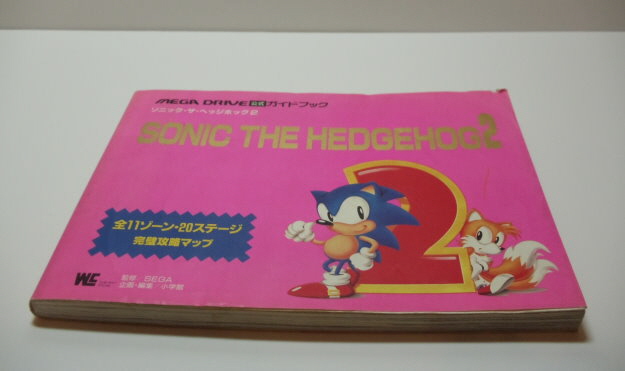 MEGA DRIVE 公式 ガイドブック
ソニック・ザ・ヘッジホッグ2
SONIC THE HEDGEHOG 2
2
全11ゾーン・20ステージ
完璧攻略マップ
監修／SEGA
企画・編集／小学館